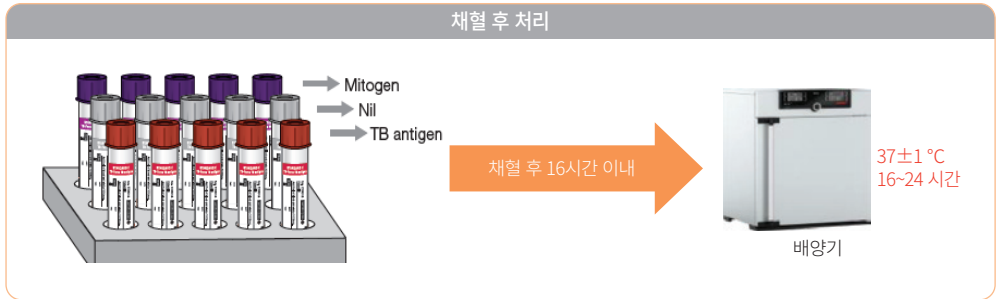 채혈 후 처리
Mitogen
Nil
TB antigen
채혈 후 16시간 이내
37±1 °C
16~24 시간
배양기